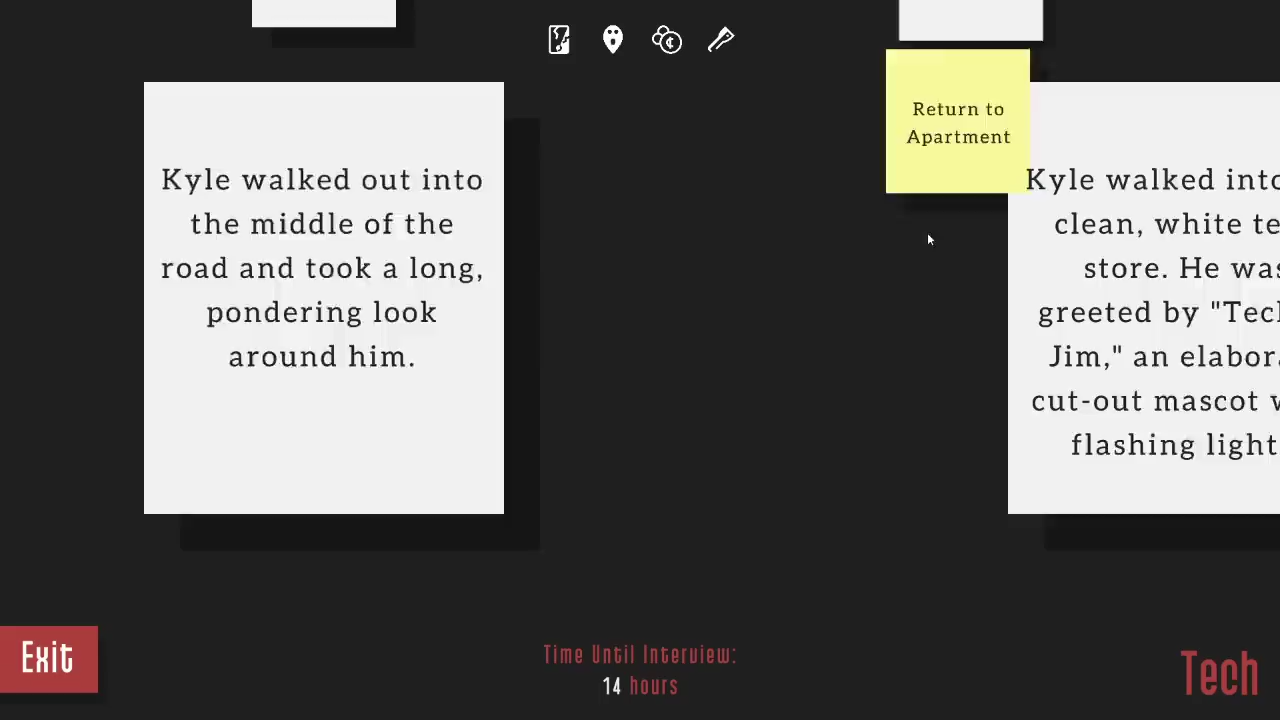 Return to
Apartment
Kyle walked out into
the middle of the
road and took a long,
pondering look
around him.
Kyle walked into
clean, white te
store. He was
greeted by "Tech
Jim," an elabora
cut-out mascot w
flashing light
Exit
Time Until Interview:
14 hours
Tech